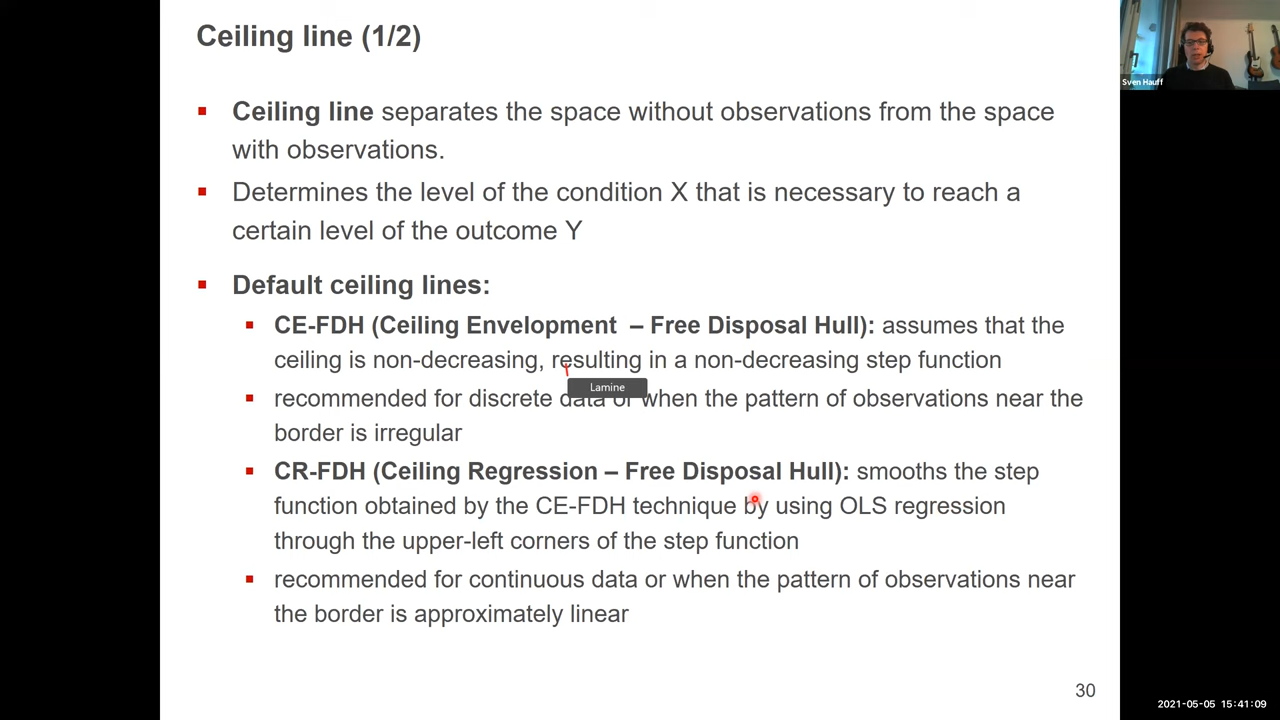 Ceiling line (1/2)
Sven Hauff
Ceiling line separates the space without observations from the space
with observations.
Determines the level of the condition X that is necessary to reach a
certain level of the outcome Y
Default ceiling lines:
CE-FDH (Ceiling Envelopment – Free Disposal Hull): assumes that the
ceiling is non-decreasing, resulting in a non-decreasing step function
Lamine
recommended for discrete data or when the pattern of observations near the
border is irregular
CR-FDH (Ceiling Regression – Free Disposal Hull): smooths the step
function obtained by the CE-FDH technique by using OLS regression
through the upper-left corners of the step function
recommended for continuous data or when the pattern of observations near
the border is approximately linear
30
2021-05-05 15:41:09